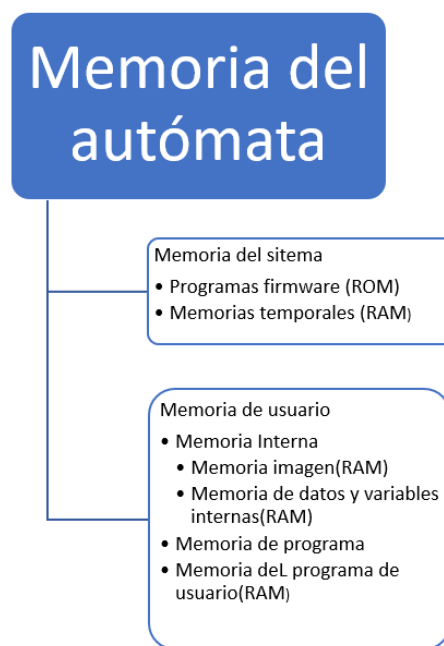 Memoria del
autómata
Memoria del sitema
• Programas firmware (ROM)
• Memorias temporales (RAM)
Memoria de usuario
• Memoria Interna
• Memoria imagen(RAM)
• Memoria de datos y variables
internas(RAM)
• Memoria de programa
• Memoria deL programa de
usuario(RAM)